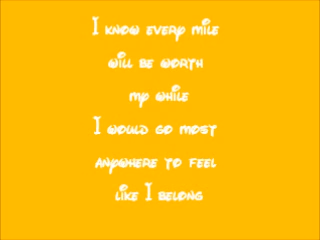 I know every mile
will be worth
my while
I would go most
anywhere to feel
like I belong